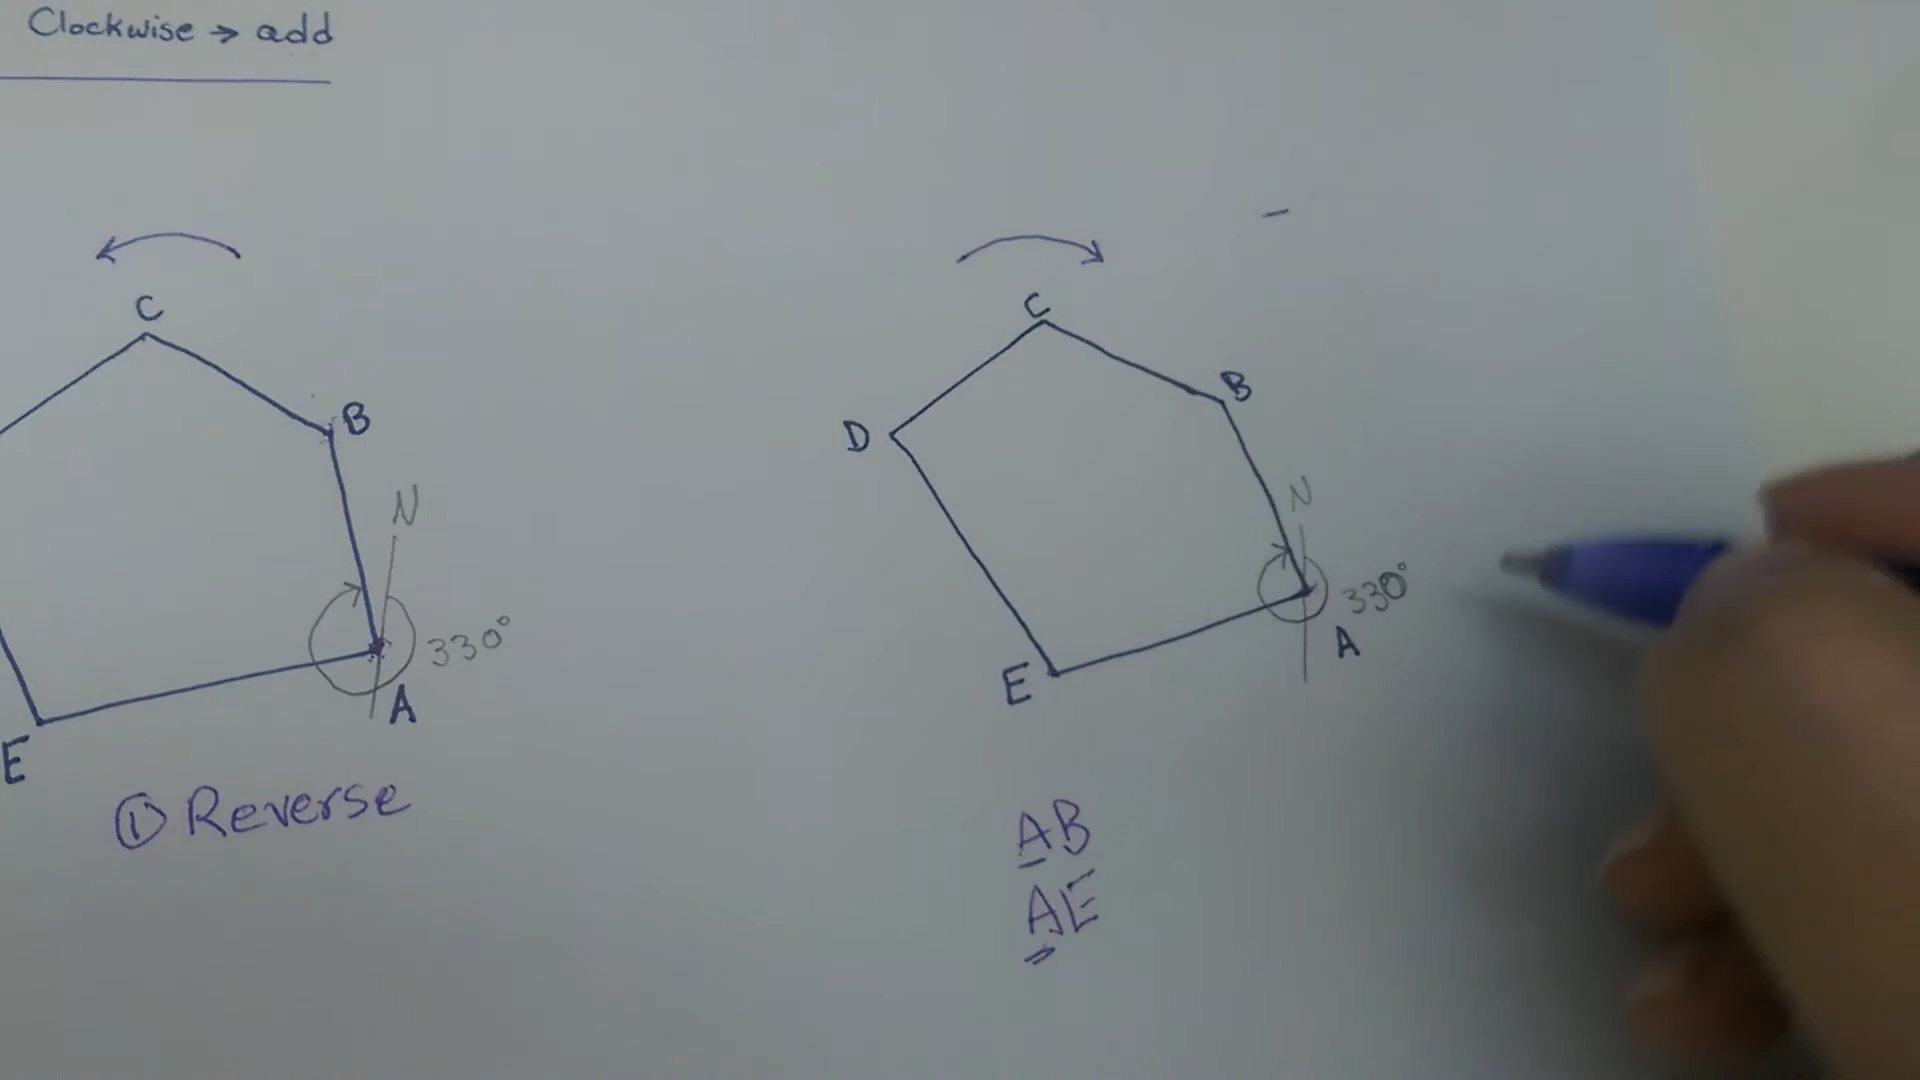 Clockwise → add
C
B
N
330°
A
E
① Reverse
C
B
D
N
330°
A
E
AB
AE